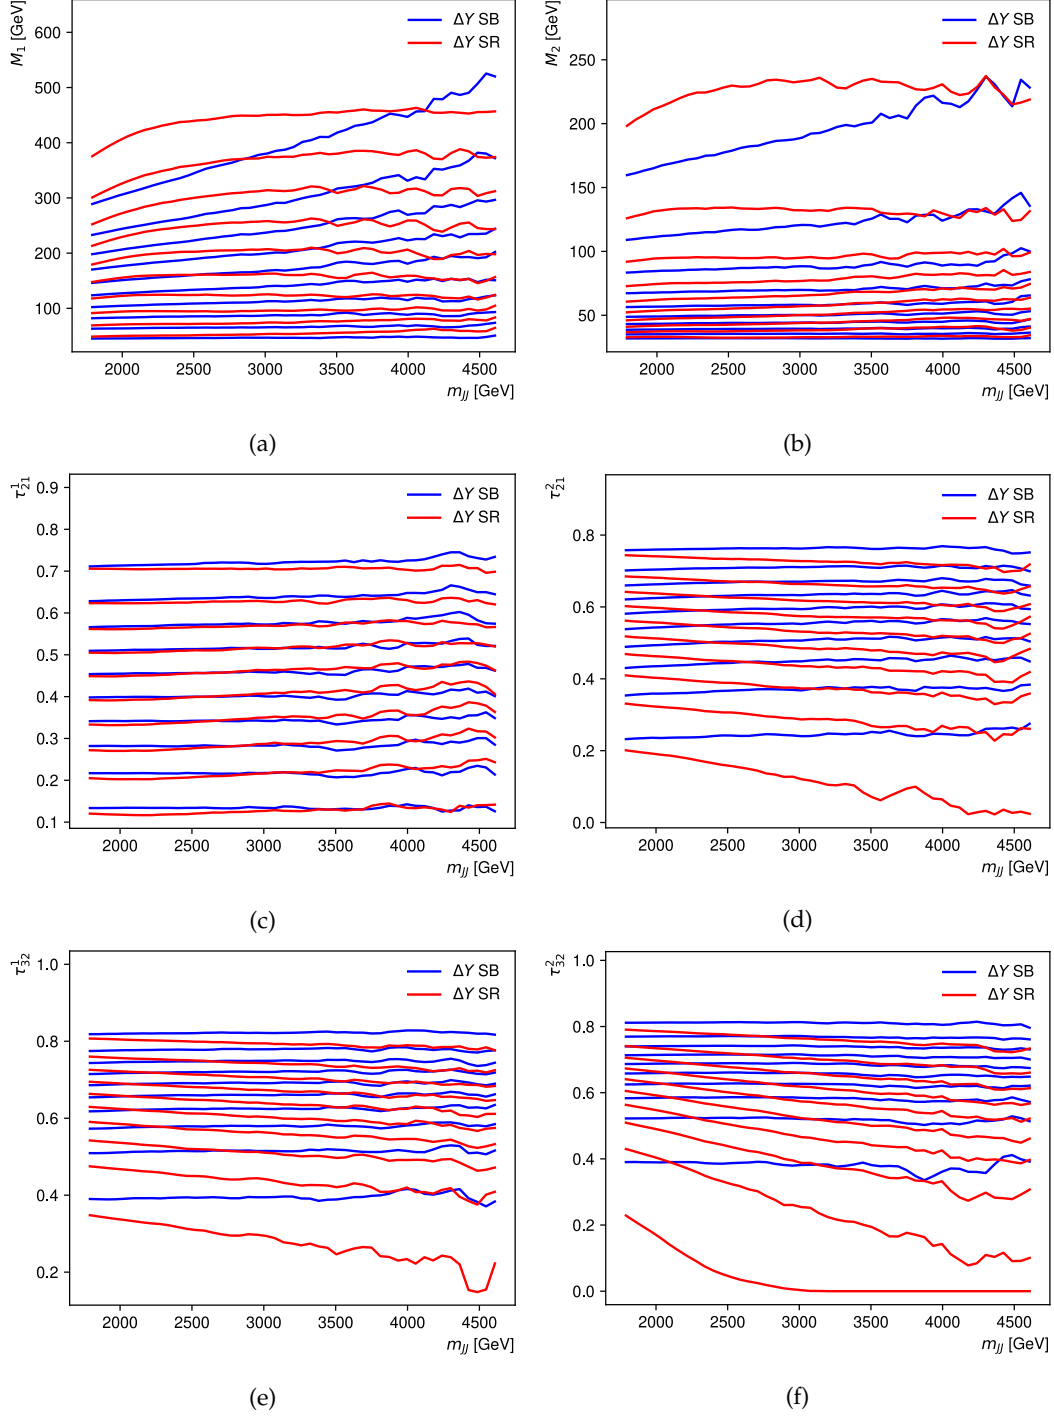 M₁ [GeV]
600
500
400
300
200
100
2000 2500 3000 3500 4000 4500
m_JJ [GeV]
ΔY SB
ΔY SR
(a)
M₂ [GeV]
250
200
150
100
50
2000 2500 3000 3500 4000 4500
m_JJ [GeV]
ΔY SB
ΔY SR
(b)
τ¹₂₁
0.9
0.8
0.7
0.6
0.5
0.4
0.3
0.2
0.1
2000 2500 3000 3500 4000 4500
m_JJ [GeV]
ΔY SB
ΔY SR
(c)
τ²₂₁
0.8
0.6
0.4
0.2
0.0
2000 2500 3000 3500 4000 4500
m_JJ [GeV]
ΔY SB
ΔY SR
(d)
τ¹₃₂
1.0
0.8
0.6
0.4
0.2
2000 2500 3000 3500 4000 4500
m_JJ [GeV]
ΔY SB
ΔY SR
(e)
τ²₃₂
1.0
0.8
0.6
0.4
0.2
0.0
2000 2500 3000 3500 4000 4500
m_JJ [GeV]
ΔY SB
ΔY SR
(f)